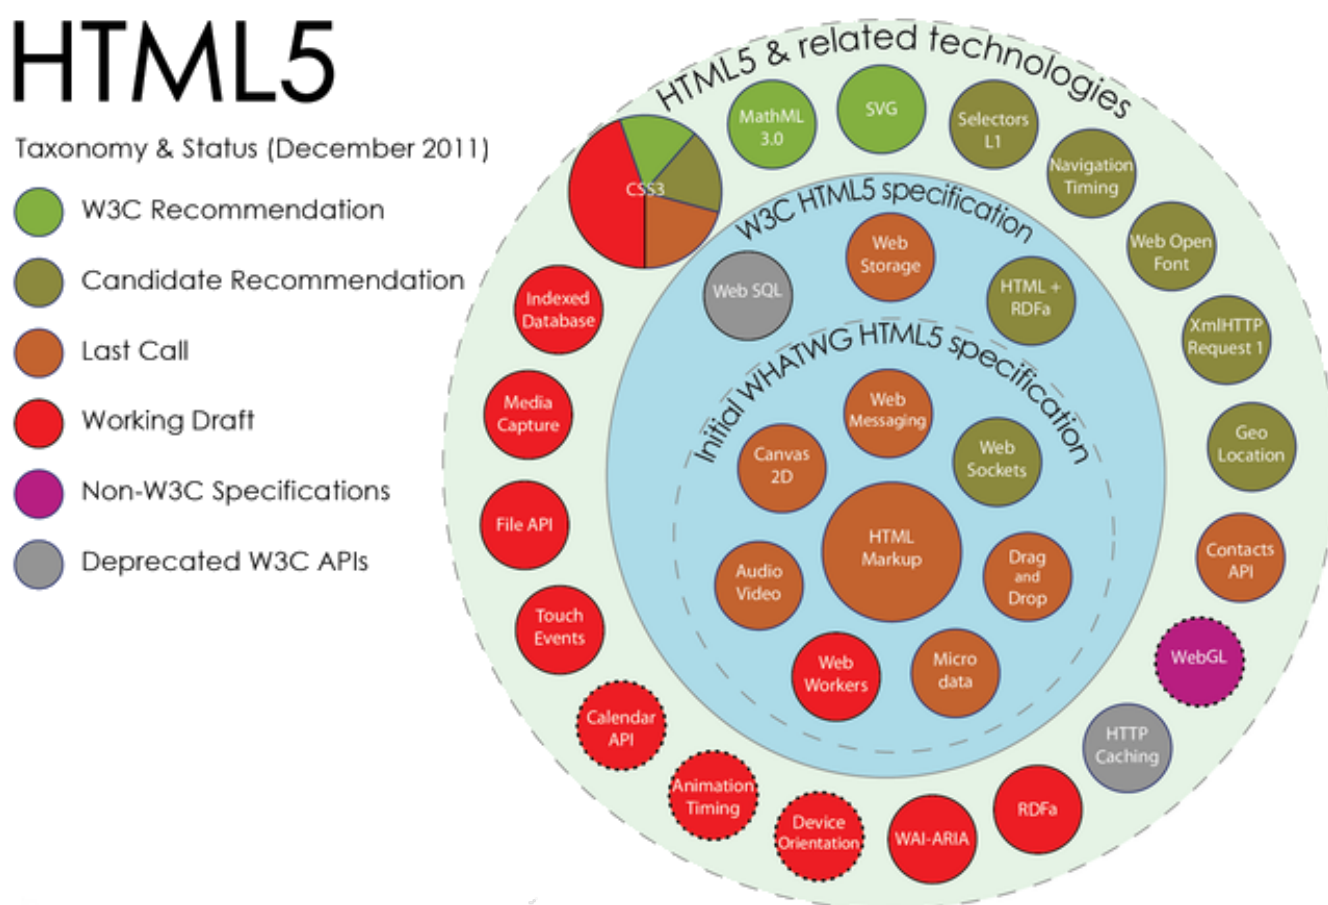 HTML5
Taxonomy & Status (December 2011)
W3C Recommendation
Candidate Recommendation
Last Call
Working Draft
Non-W3C Specifications
Deprecated W3C APIs
HTML5 & related technologies
CSS3
MathML
3.0
SVG
Selectors
L1
Navigation
Timing
Web Open
Font
XmlHTTP
Request 1
Geo
Location
Contacts
API
WebGL
HTTP
Caching
RDFa
WAI-ARIA
Device
Orientation
Animation
Timing
Calendar
API
Touch
Events
File API
Media
Capture
Indexed
Database
W3C HTML5 specification
Web SQL
Web
Storage
HTML +
RDFa
Initial WHATWG HTML5 specification
Web
Messaging
Canvas
2D
Web
Sockets
HTML
Markup
Audio
Video
Drag
and
Drop
Web
Workers
Micro
data